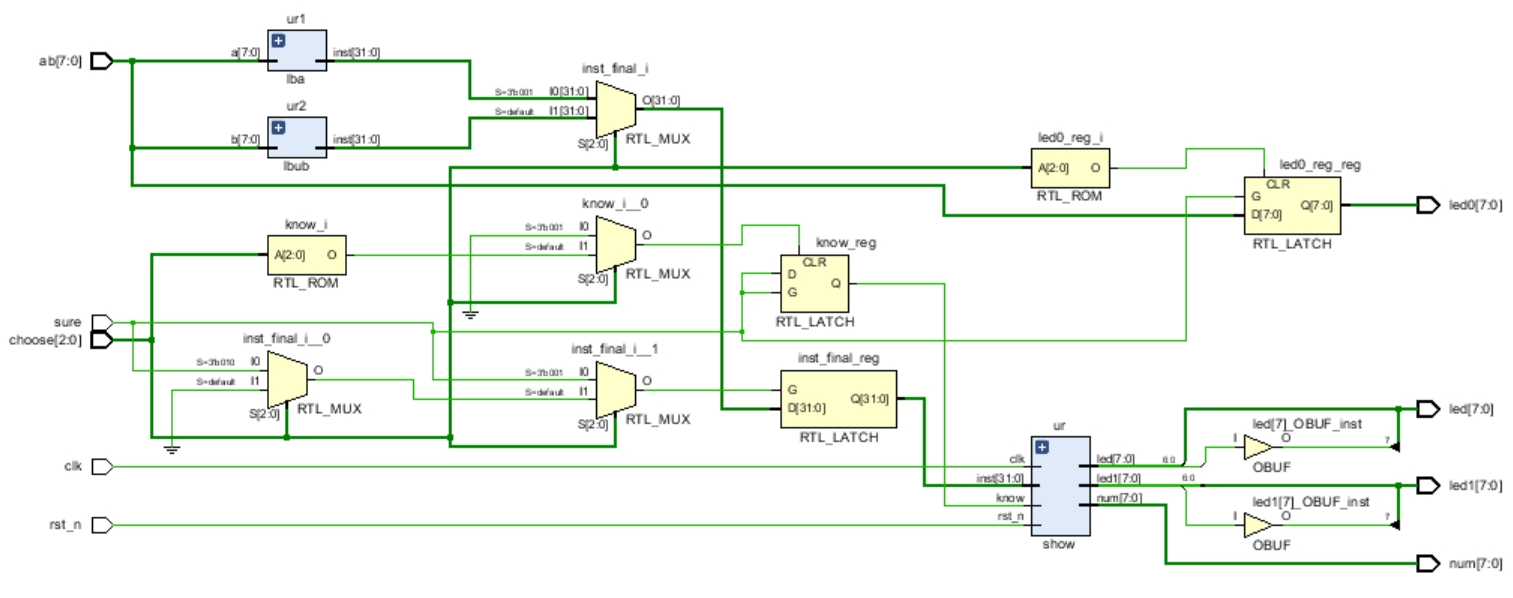 ab[7:0]
ur1
a[7:0]
inst[31:0]
lba
ur2
b[7:0]
inst[31:0]
lbub
inst_final_i
S=3'b001
I0[31:0]
S=default
I1[31:0]
O[31:0]
S[2:0]
RTL_MUX
led0_reg_i
A[2:0]
O
RTL_ROM
led0_reg_reg
CLR
G
D[7:0]
Q[7:0]
RTL_LATCH
led0[7:0]
know_i
A[2:0]
O
RTL_ROM
know_i__0
S=3'b001
I0
S=default
I1
O
S[2:0]
RTL_MUX
know_reg
CLR
D
G
Q
RTL_LATCH
sure
choose[2:0]
inst_final_i__0
S=3'b010
I0
S=default
I1
O
S[2:0]
RTL_MUX
inst_final_i__1
S=3'b001
I0
S=default
I1
O
S[2:0]
RTL_MUX
inst_final_reg
G
D[31:0]
Q[31:0]
RTL_LATCH
clk
rst_n
ur
clk
inst[31:0]
know
rst_n
led[7:0]
led1[7:0]
num[7:0]
show
6:0
6:0
led[7]_OBUF_inst
I
O
7
OBUF
led1[7]_OBUF_inst
I
O
7
OBUF
led[7:0]
led1[7:0]
num[7:0]